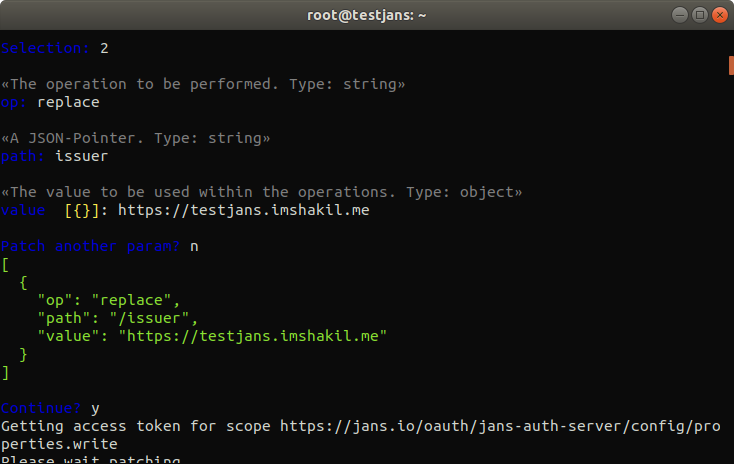 root@testjans: ~
Selection: 2
«The operation to be performed. Type: string»
op: replace
«A JSON-Pointer. Type: string»
path: issuer
«The value to be used within the operations. Type: object»
value  [{}]: https://testjans.imshakil.me
Patch another param? n
[
  {
    "op": "replace",
    "path": "/issuer",
    "value": "https://testjans.imshakil.me"
  }
]
Continue? y
Getting access token for scope https://jans.io/oauth/jans-auth-server/config/pro
perties.write
Please wait patching